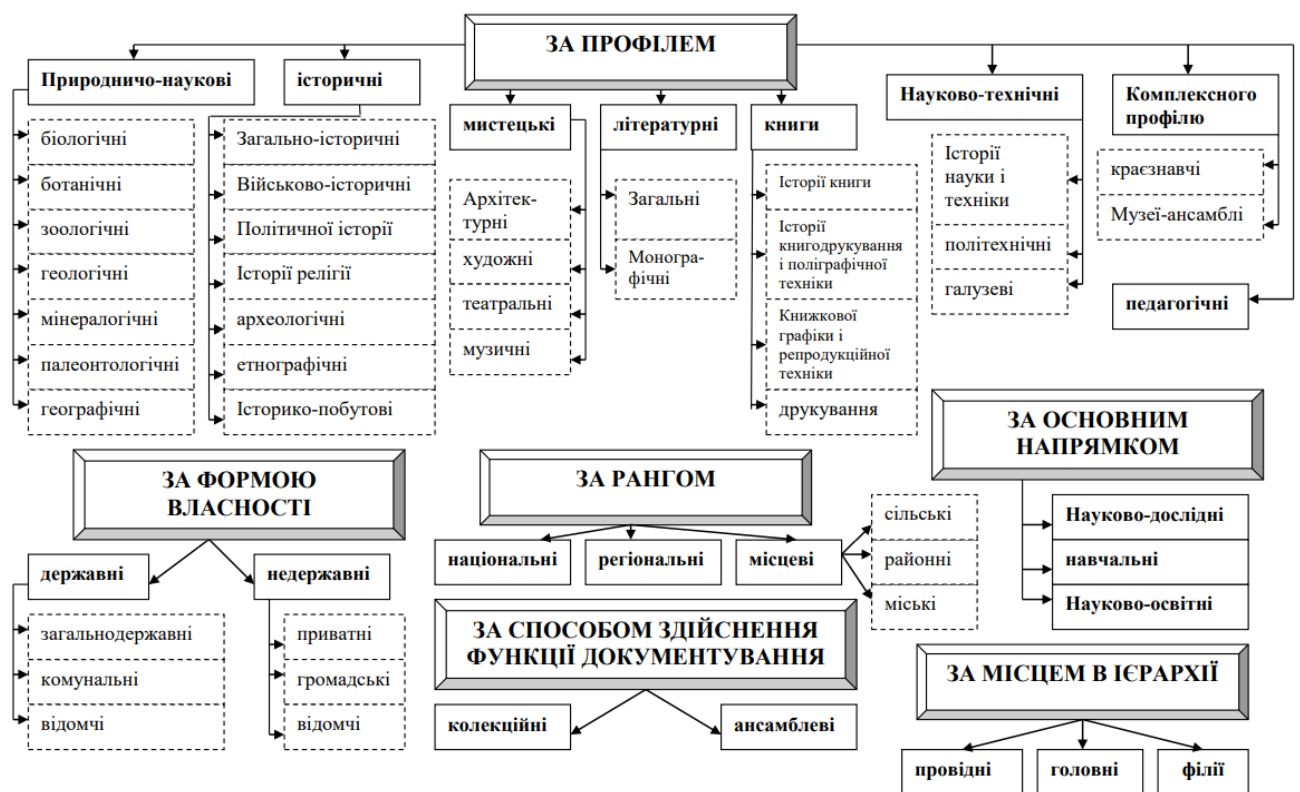 ЗА ПРОФІЛЕМ
Природничо-наукові
біологічні
ботанічні
зоологічні
геологічні
мінералогічні
палеонтологічні
географічні
історичні
Загально-історичні
Військово-історичні
Політичної історії
Історії релігії
археологічні
етнографічні
Історико-побутові
мистецькі
Архітек-
турні
художні
театральні
музичні
літературні
Загальні
Моногра-
фічні
книги
Історії книги
Історії
книгодрукування
і поліграфічної
техніки
Книжкової
графіки і
репродукційної
техніки
друкування
Науково-технічні
Історії
науки і
техніки
політехнічні
галузеві
Комплексного
профілю
краєзнавчі
Музеї-ансамблі
педагогічні
ЗА ФОРМОЮ
ВЛАСНОСТІ
державні
загальнодержавні
комунальні
відомчі
недержавні
приватні
громадські
відомчі
ЗА РАНГОМ
національні
регіональні
місцеві
сільські
районні
міські
ЗА ОСНОВНИМ
НАПРЯМКОМ
Науково-дослідні
навчальні
Науково-освітні
ЗА СПОСОБОМ ЗДІЙСНЕННЯ
ФУНКЦІЇ ДОКУМЕНТУВАННЯ
колекційні
ансамблеві
ЗА МІСЦЕМ В ІЄРАРХІЇ
провідні
головні
філії